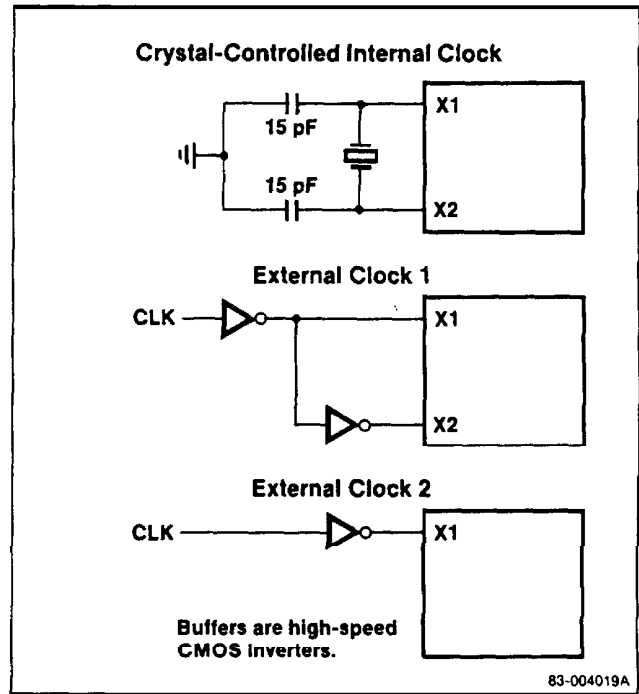 Crystal-Controlled Internal Clock
X1
15 pF
15 pF
X2
External Clock 1
CLK
X1
X2
External Clock 2
CLK
X1
Buffers are high-speed
CMOS inverters.
83-004019A